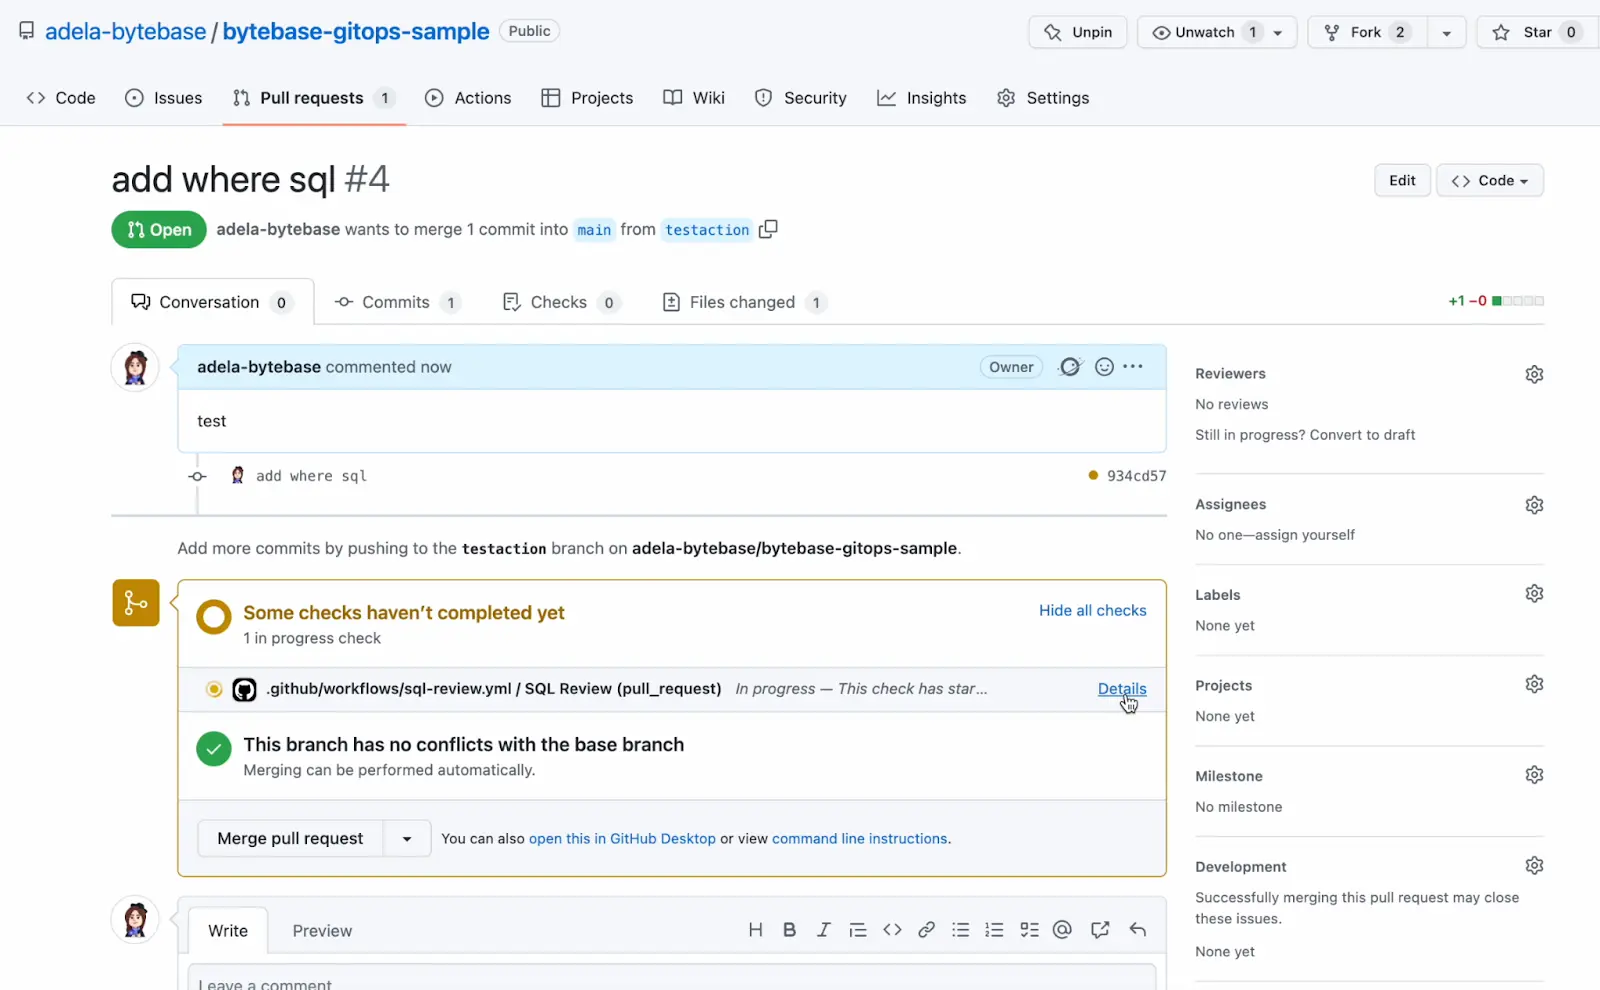 adela-bytebase / bytebase-gitops-sample Public
Unpin Unwatch 1 Fork 2 Star 0
Code Issues Pull requests 1 Actions Projects Wiki Security Insights Settings
add where sql #4
Edit Code
Open adela-bytebase wants to merge 1 commit into main from testaction
Conversation 0 Commits 1 Checks 0 Files changed 1 +1 −0
adela-bytebase commented now Owner
test
add where sql 934cd57
Add more commits by pushing to the testaction branch on adela-bytebase/bytebase-gitops-sample.
Some checks haven’t completed yet Hide all checks
1 in progress check
.github/workflows/sql-review.yml / SQL Review (pull_request) In progress — This check has star… Details
This branch has no conflicts with the base branch
Merging can be performed automatically.
Merge pull request You can also open this in GitHub Desktop or view command line instructions.
Write Preview
Leave a comment
Reviewers
No reviews
Still in progress? Convert to draft
Assignees
No one—assign yourself
Labels
None yet
Projects
None yet
Milestone
No milestone
Development
Successfully merging this pull request may close
these issues.
None yet